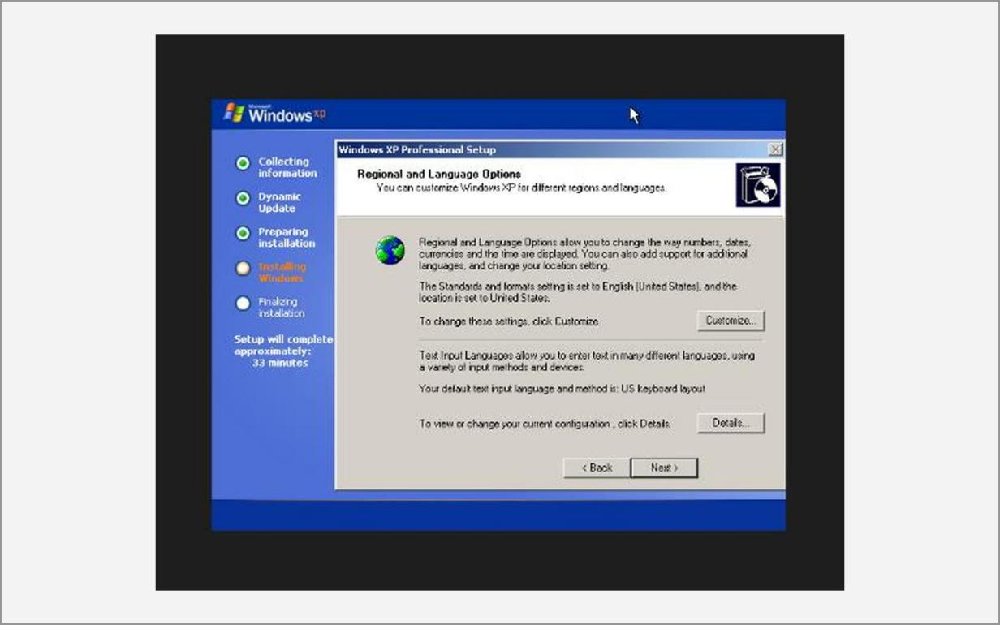 Microsoft
Windows xp
Collecting
information
Dynamic
Update
Preparing
installation
Installing
Windows
Finalizing
installation
Setup will complete
approximately:
33 minutes
Windows XP Professional Setup
Regional and Language Options
You can customize Windows XP for different regions and languages.
Regional and Language Options allow you to change the way numbers, dates,
currencies and the time are displayed. You can also add support for additional
languages, and change your location setting.
The Standards and formats setting is set to English (United States), and the
location is set to United States.
To change these settings, click Customize.
Customize...
Text Input Languages allow you to enter text in many different languages, using
a variety of input methods and devices.
Your default text input language and method is: US keyboard layout
To view or change your current configuration , click Details.
Details...
< Back
Next >